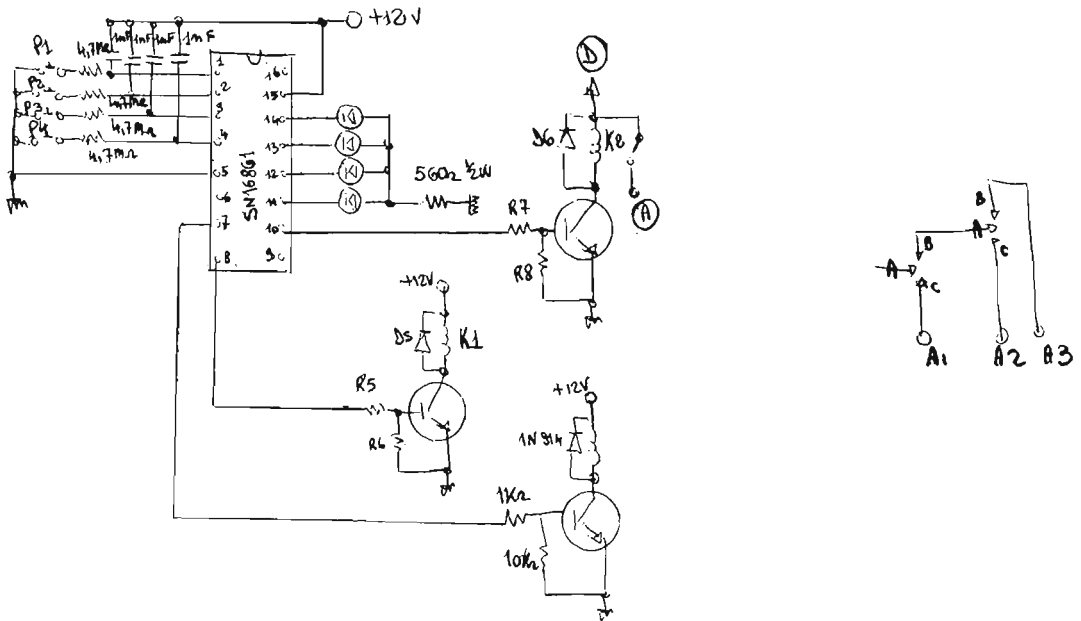 +12V
1nF 1nF 1nF 1nF
P1 4,7MΩ
P2 4,7MΩ
P3 4,7MΩ
P4 4,7MΩ
1 16
2 15
3 14
4 13
5 12
6 11
7 10
8 9
SN16861
560Ω 1/2W
D
D6 K2
A
R7
R8
+12V
D5 K1
R5
R6
+12V
1N914
1KΩ
10KΩ
B
A
C
B
A
C
A1 A2 A3